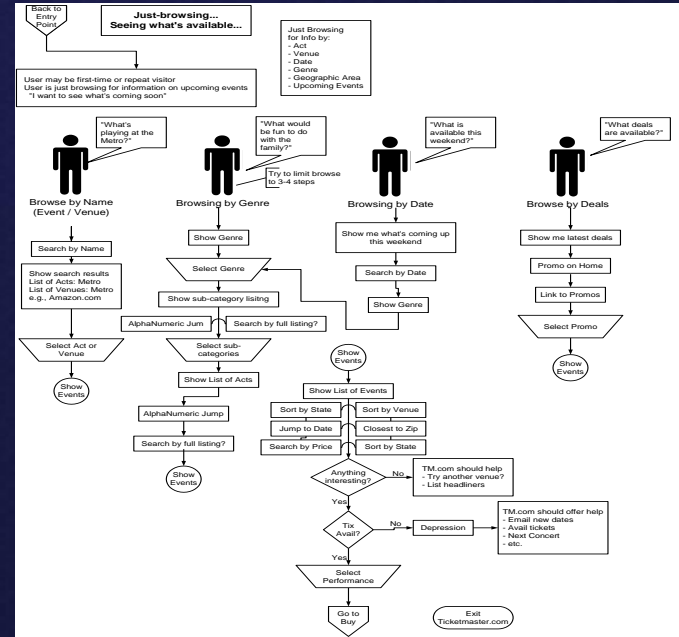 Back to
Entry
Point
Just-browsing...
Seeing what's available...
Just Browsing
for Info by:
- Act
- Venue
- Date
- Genre
- Geographic Area
- Upcoming Events
User may be first-time or repeat visitor
User is just browsing for information on upcoming events
"I want to see what's coming soon"
"What's
playing at the
Metro?"
Browse by Name
(Event / Venue)
Search by Name
Show search results
List of Acts: Metro
List of Venues: Metro
e.g., Amazon.com
Select Act or
Venue
Show
Events
"What would
be fun to do
with the
family?"
Try to limit browse
to 3-4 steps
Browsing by Genre
Show Genre
Select Genre
Show sub-category lisitng
AlphaNumeric Jum
Search by full listing?
Select sub-
categories
Show List of Acts
AlphaNumeric Jump
Search by full listing?
Show
Events
"What is
available this
weekend?"
Browsing by Date
Show me what's coming up
this weekend
Search by Date
Show Genre
"What deals
are available?"
Browse by Deals
Show me latest deals
Promo on Home
Link to Promos
Select Promo
Show
Events
Show
Events
Show List of Events
Sort by State
Sort by Venue
Jump to Date
Closest to Zip
Search by Price
Sort by State
Anything
interesting?
No
TM.com should help
- Try another venue?
- List headliners
Yes
Tix
Avail?
No
Depression
TM.com should offer help
- Email new dates
- Avail tickets
- Next Concert
- etc.
Yes
Select
Performance
Go to
Buy
Exit
Ticketmaster.com